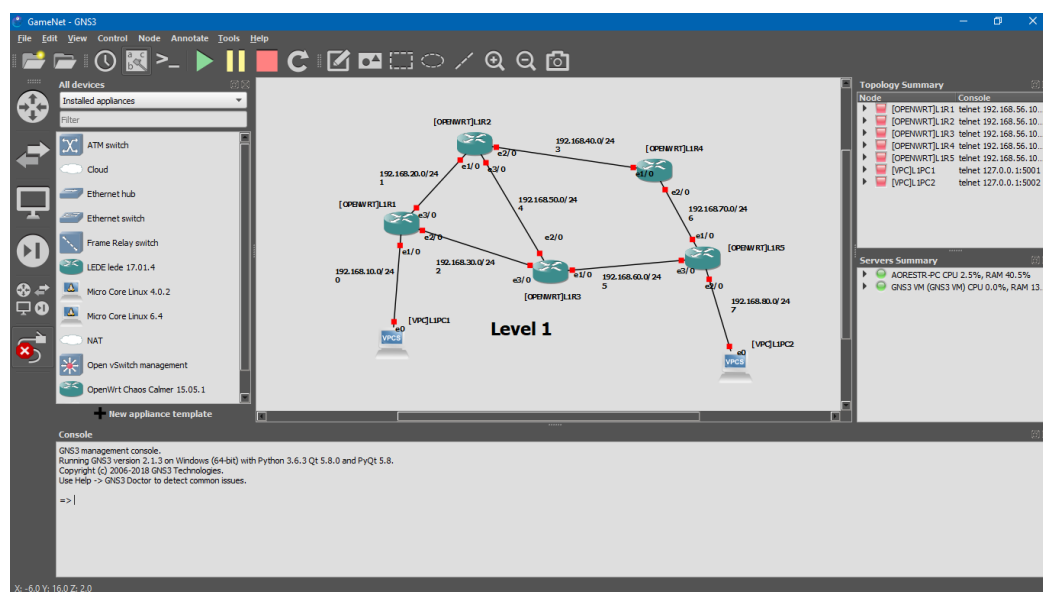 GameNet - GNS3
File Edit View Control Node Annotate Tools Help
All devices
Installed appliances
Filter
ATM switch
Cloud
Ethernet hub
Ethernet switch
Frame Relay switch
LEDE lede 17.01.4
Micro Core Linux 4.0.2
Micro Core Linux 6.4
NAT
Open vSwitch management
OpenWrt Chaos Calmer 15.05.1
New appliance template
[OPENWRT]L1R2
e2/0
e1/0
e3/0
192.168.40.0/24
3
[OPENWRT]L1R4
e1/0
e2/0
192.168.20.0/24
1
192.168.50.0/24
4
192.168.70.0/24
6
[OPENWRT]L1R1
e3/0
e2/0
e1/0
e2/0
e1/0
[OPENWRT]L1R5
192.168.10.0/24
0
192.168.30.0/24
2
e3/0
e1/0
[OPENWRT]L1R3
192.168.60.0/24
5
e3/0
e2/0
192.168.80.0/24
7
[VPC]L1PC1
e0
VPCS
Level 1
[VPC]L1PC2
e0
VPCS
Topology Summary
Node Console
[OPENWRT]L1R1 telnet 192.168.56.10...
[OPENWRT]L1R2 telnet 192.168.56.10...
[OPENWRT]L1R3 telnet 192.168.56.10...
[OPENWRT]L1R4 telnet 192.168.56.10...
[OPENWRT]L1R5 telnet 192.168.56.10...
[VPC]L1PC1 telnet 127.0.0.1:5001
[VPC]L1PC2 telnet 127.0.0.1:5002
Servers Summary
AORESTR-PC CPU 2.5%, RAM 40.5%
GNS3 VM (GNS3 VM) CPU 0.0%, RAM 13...
Console
GNS3 management console.
Running GNS3 version 2.1.3 on Windows (64-bit) with Python 3.6.3 Qt 5.8.0 and PyQt 5.8.
Copyright (c) 2006-2018 GNS3 Technologies.
Use Help -> GNS3 Doctor to detect common issues.
=>
X: -6.0 Y: 16.0 Z: 2.0